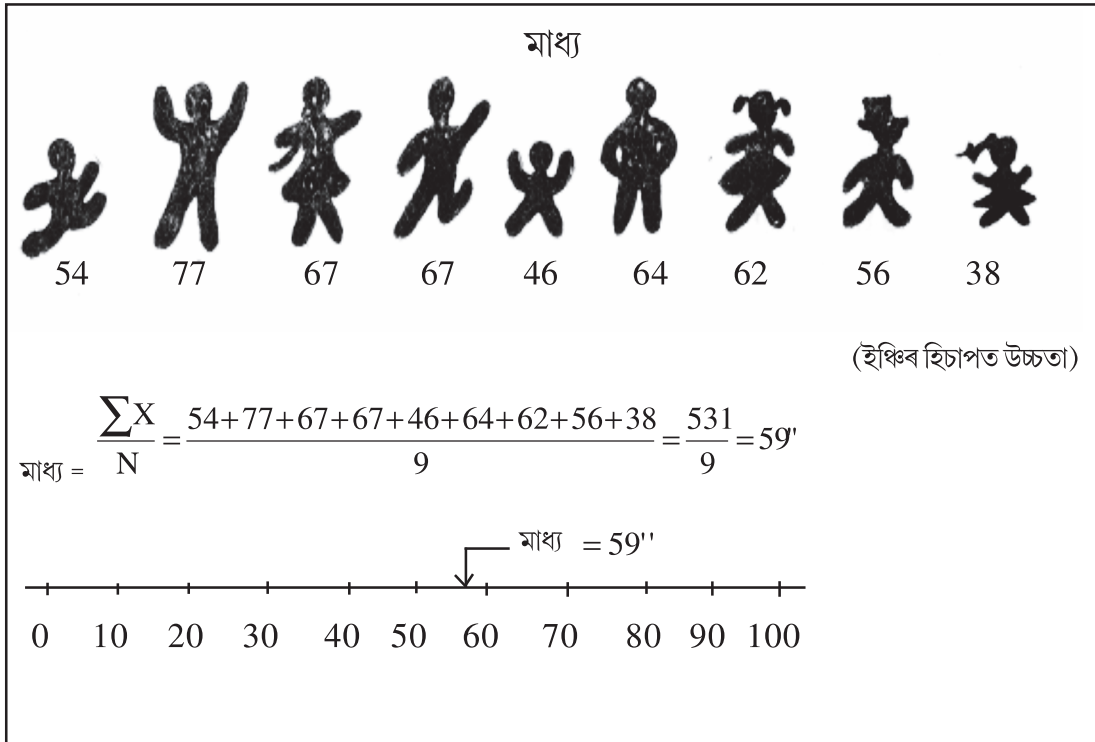 মাধ্য
54 77 67 67 46 64 62 56 38
(ইঞ্চিৰ হিচাপত উচ্চতা)
মাধ্য = ∑X/N = 54+77+67+67+46+64+62+56+38/9 = 531/9 = 59"
মাধ্য = 59''
0 10 20 30 40 50 60 70 80 90 100